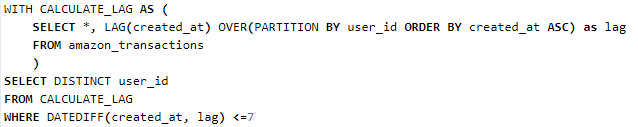 WITH CALCULATE_LAG AS (
    SELECT *, LAG(created_at) OVER(PARTITION BY user_id ORDER BY created_at ASC) as lag
    FROM amazon_transactions
    )
SELECT DISTINCT user_id
FROM CALCULATE_LAG
WHERE DATEDIFF(created_at, lag) <=7